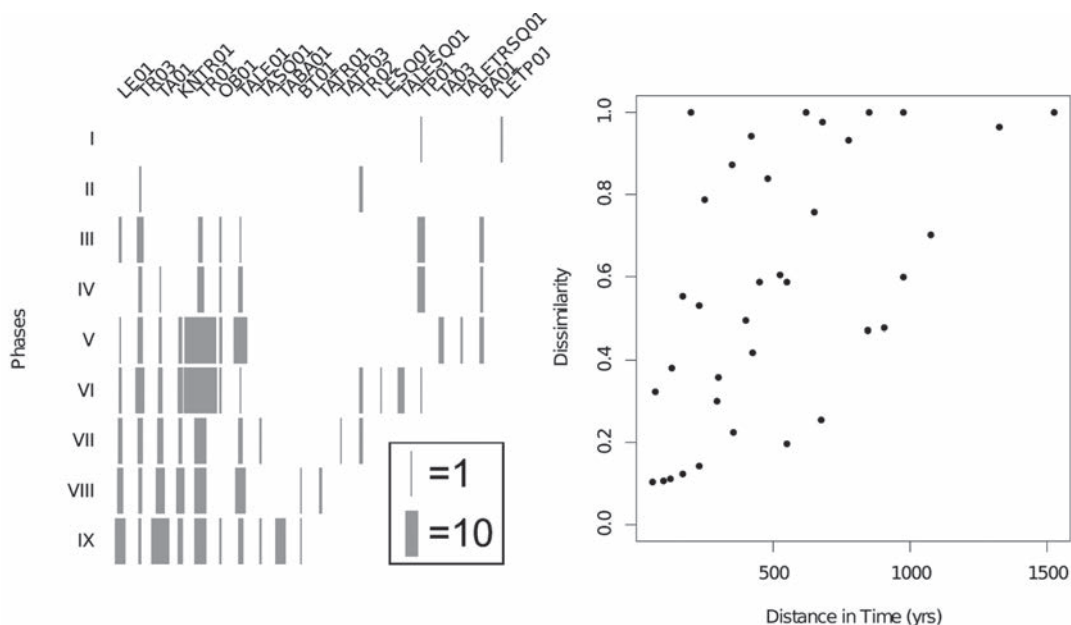 LE01 TR03 TA01 KNTR01 TR01 OB01 TALE01 TASQ01 TABA01 BT01 TATR01 TATP03 TR02 LESQ01 TALESQ01 TP01 TA03 TALETRSQ01 BA01 LETP01
Phases
I
II
III
IV
V
VI
VII
VIII
IX
=1
=10
Dissimilarity
1.0
0.8
0.6
0.4
0.2
0.0
500 1000 1500
Distance in Time (yrs)